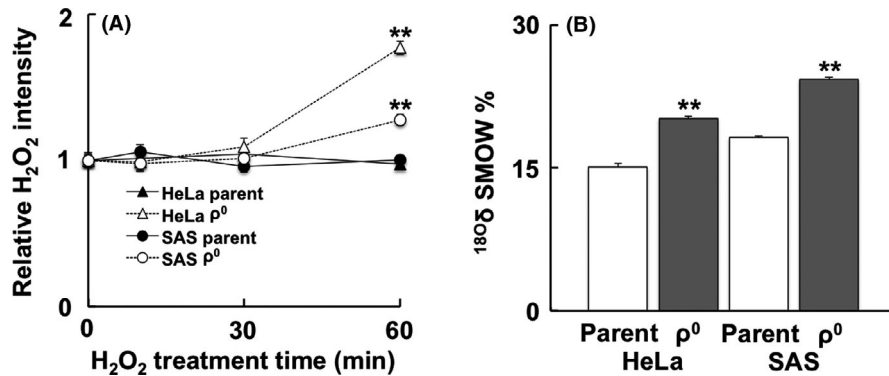 (A)
Relative H₂O₂ intensity
2
1
0
**
**
HeLa parent
HeLa ρ⁰
SAS parent
SAS ρ⁰
0
30
60
H₂O₂ treatment time (min)
(B)
¹⁸Oδ SMOW %
30
15
0
**
**
Parent ρ⁰ Parent ρ⁰
HeLa SAS